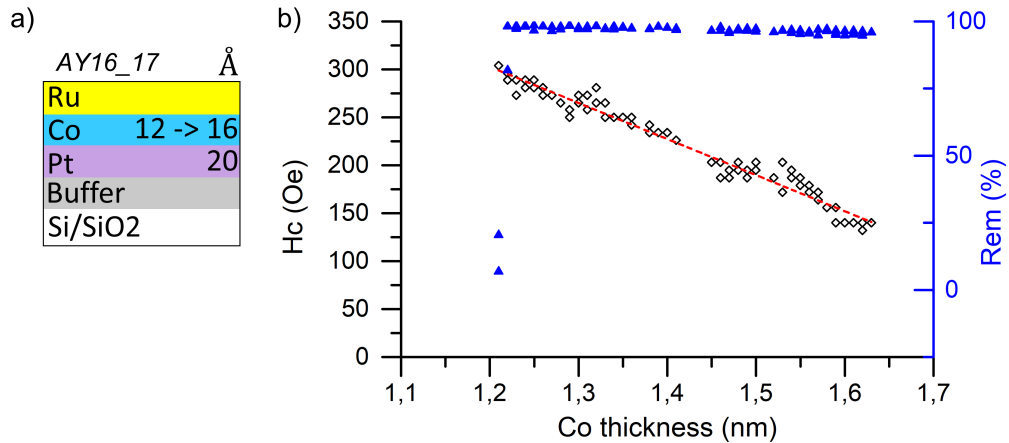 a)
AY16_17 Å
Ru
Co 12 -> 16
Pt 20
Buffer
Si/SiO2
b)
350
300
250
200
150
100
50
0
Hc (Oe)
1,1 1,2 1,3 1,4 1,5 1,6 1,7
Co thickness (nm)
100
50
0
Rem (%)